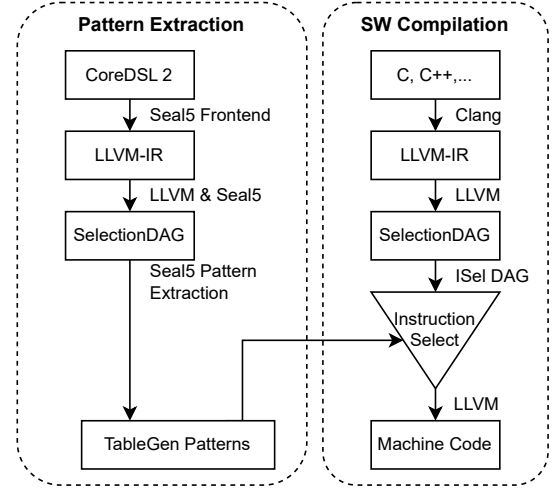 Pattern Extraction
CoreDSL 2
Seal5 Frontend
LLVM-IR
LLVM & Seal5
SelectionDAG
Seal5 Pattern
Extraction
TableGen Patterns
SW Compilation
C, C++,...
Clang
LLVM-IR
LLVM
SelectionDAG
ISel DAG
Instruction
Select
LLVM
Machine Code